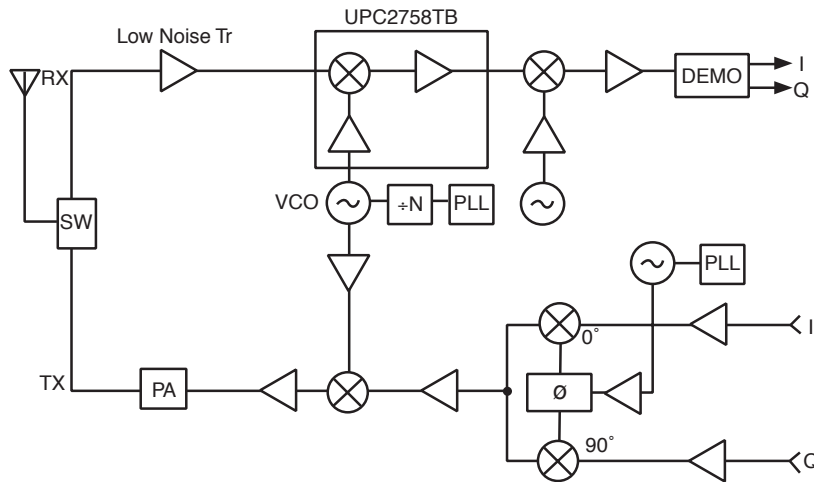 UPC2758TB
Low Noise Tr
RX
DEMO
I
Q
SW
VCO
÷N
PLL
PLL
I
0°
TX
PA
ø
90°
Q